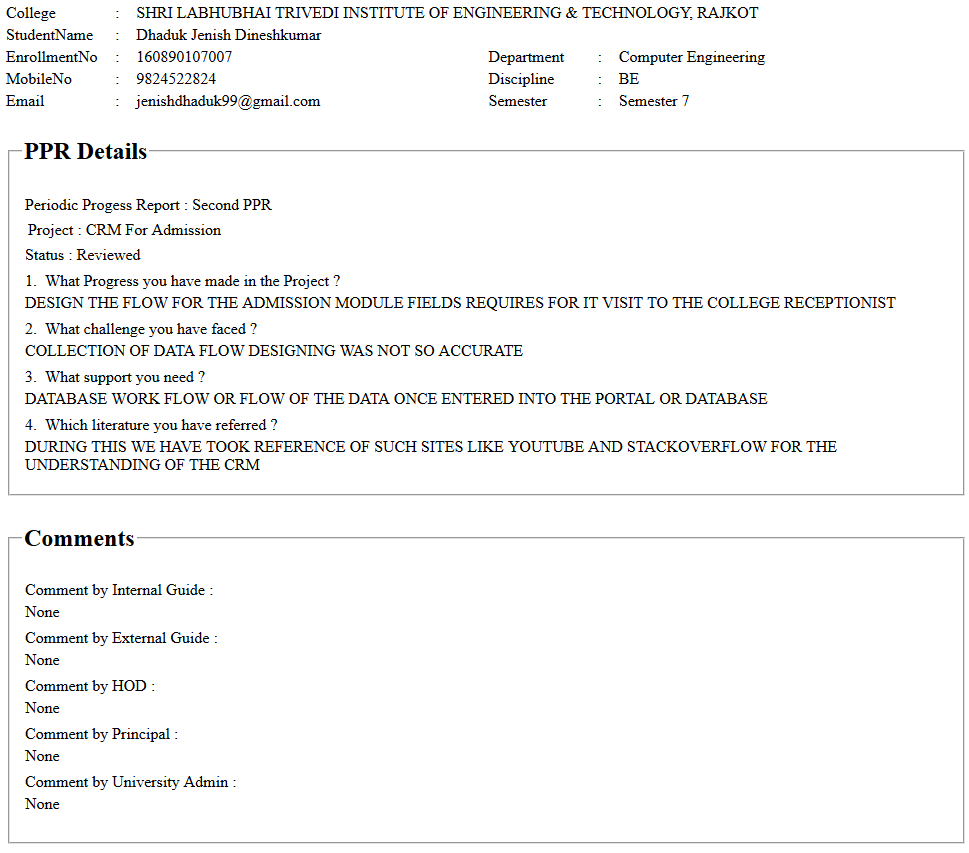 College : SHRI LABHUBHAI TRIVEDI INSTITUTE OF ENGINEERING & TECHNOLOGY, RAJKOT
StudentName : Dhaduk Jenish Dineshkumar
EnrollmentNo : 160890107007 Department : Computer Engineering
MobileNo : 9824522824 Discipline : BE
Email : jenishdhaduk99@gmail.com Semester : Semester 7
PPR Details
Periodic Progess Report : Second PPR
Project : CRM For Admission
Status : Reviewed
1. What Progress you have made in the Project ?
DESIGN THE FLOW FOR THE ADMISSION MODULE FIELDS REQUIRES FOR IT VISIT TO THE COLLEGE RECEPTIONIST
2. What challenge you have faced ?
COLLECTION OF DATA FLOW DESIGNING WAS NOT SO ACCURATE
3. What support you need ?
DATABASE WORK FLOW OR FLOW OF THE DATA ONCE ENTERED INTO THE PORTAL OR DATABASE
4. Which literature you have referred ?
DURING THIS WE HAVE TOOK REFERENCE OF SUCH SITES LIKE YOUTUBE AND STACKOVERFLOW FOR THE
UNDERSTANDING OF THE CRM
Comments
Comment by Internal Guide :
None
Comment by External Guide :
None
Comment by HOD :
None
Comment by Principal :
None
Comment by University Admin :
None